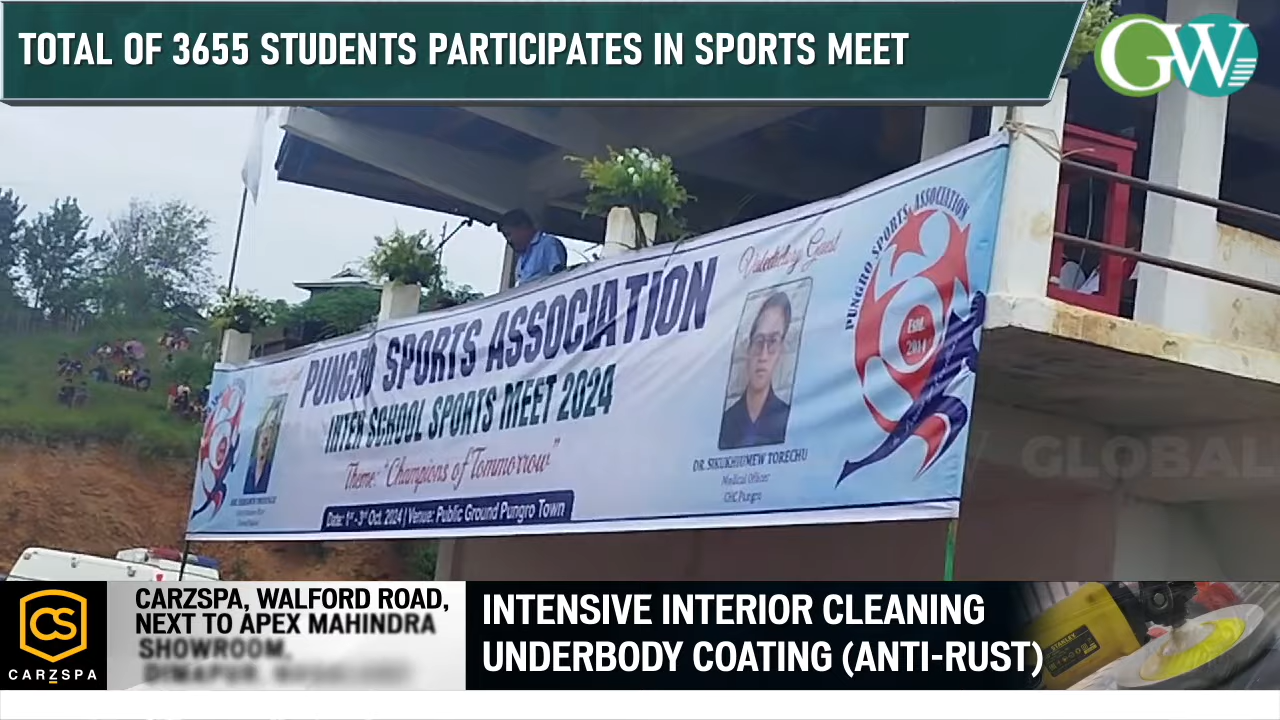 TOTAL OF 3655 STUDENTS PARTICIPATES IN SPORTS MEET
GW
PUNGRO SPORTS ASSOCIATION
INTER SCHOOL SPORTS MEET 2024
Theme: "Champions of Tommorrow"
Date: 1st - 3rd Oct. 2024 | Venue: Public Ground Pungro Town
Valedictory Guest
DR. SIKUKHIUMEW TORECHU
Medical Officer
CHC Pungro
PUNGRO SPORTS ASSOCIATION
Estd.
2014
GLOBAL
CS
CARZSPA
CARZSPA, WALFORD ROAD,
NEXT TO APEX MAHINDRA
SHOWROOM,
DIMAPUR,
INTENSIVE INTERIOR CLEANING
UNDERBODY COATING (ANTI-RUST)
STANLEY